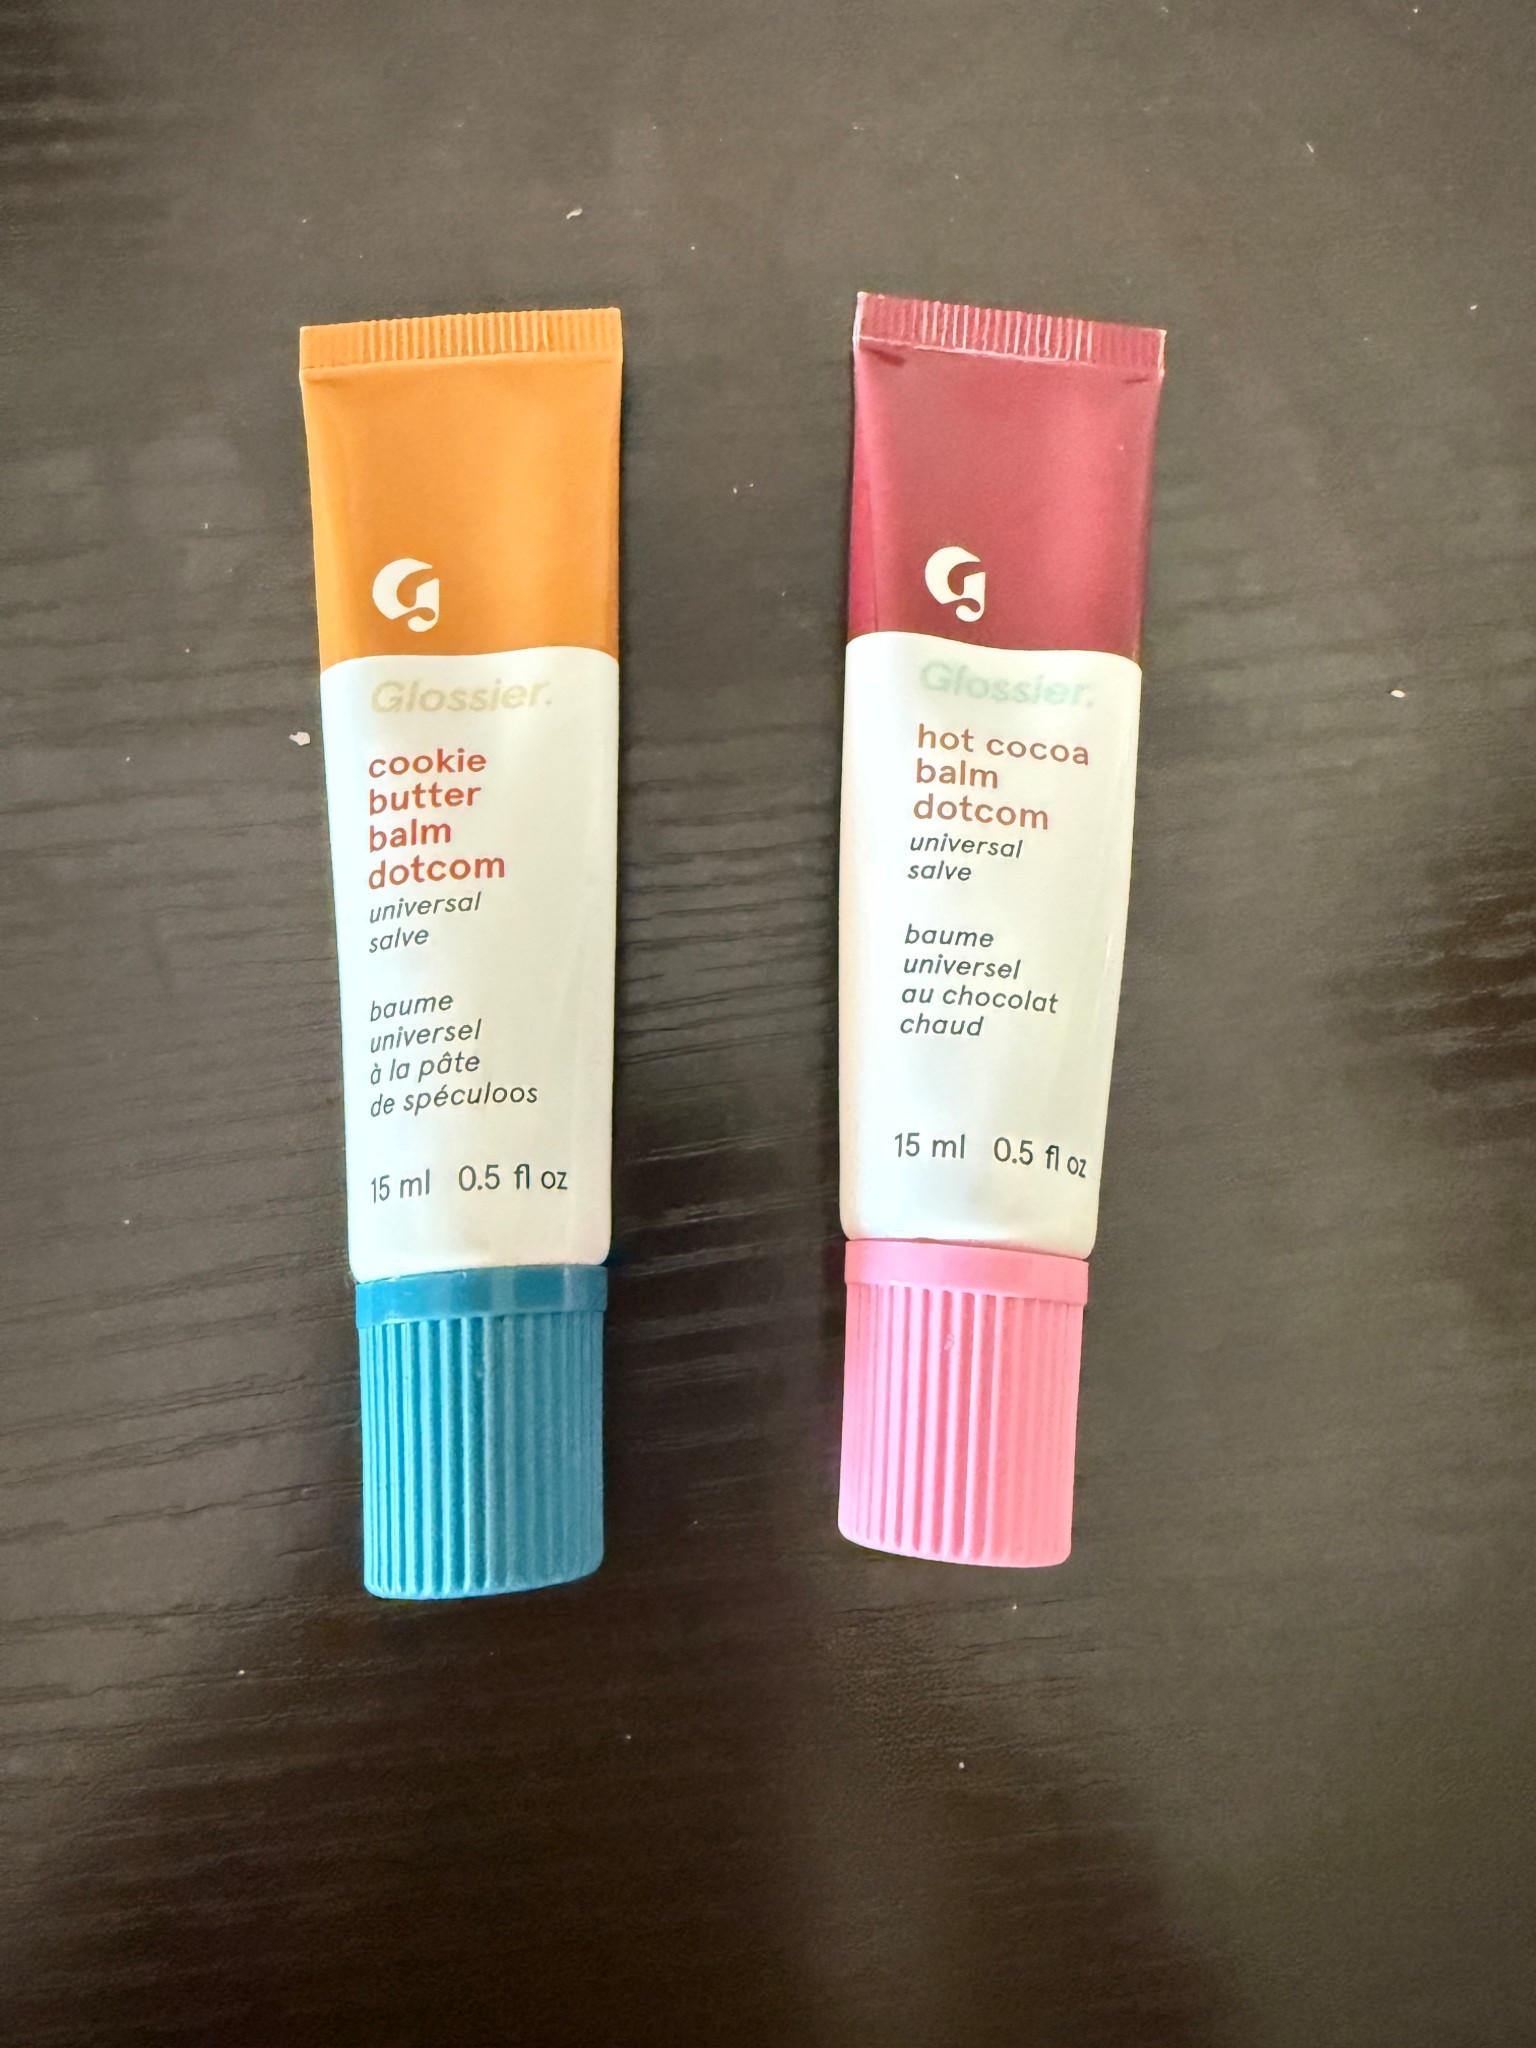 Glossier.
cookie
butter
balm
dotcom
universal
salve
baume
universel
à la pâte
de spéculoos
15 ml 0.5 fl oz
Glossier.
hot cocoa
balm
dotcom
universal
salve
baume
universel
au chocolat
chaud
15 ml 0.5 fl oz